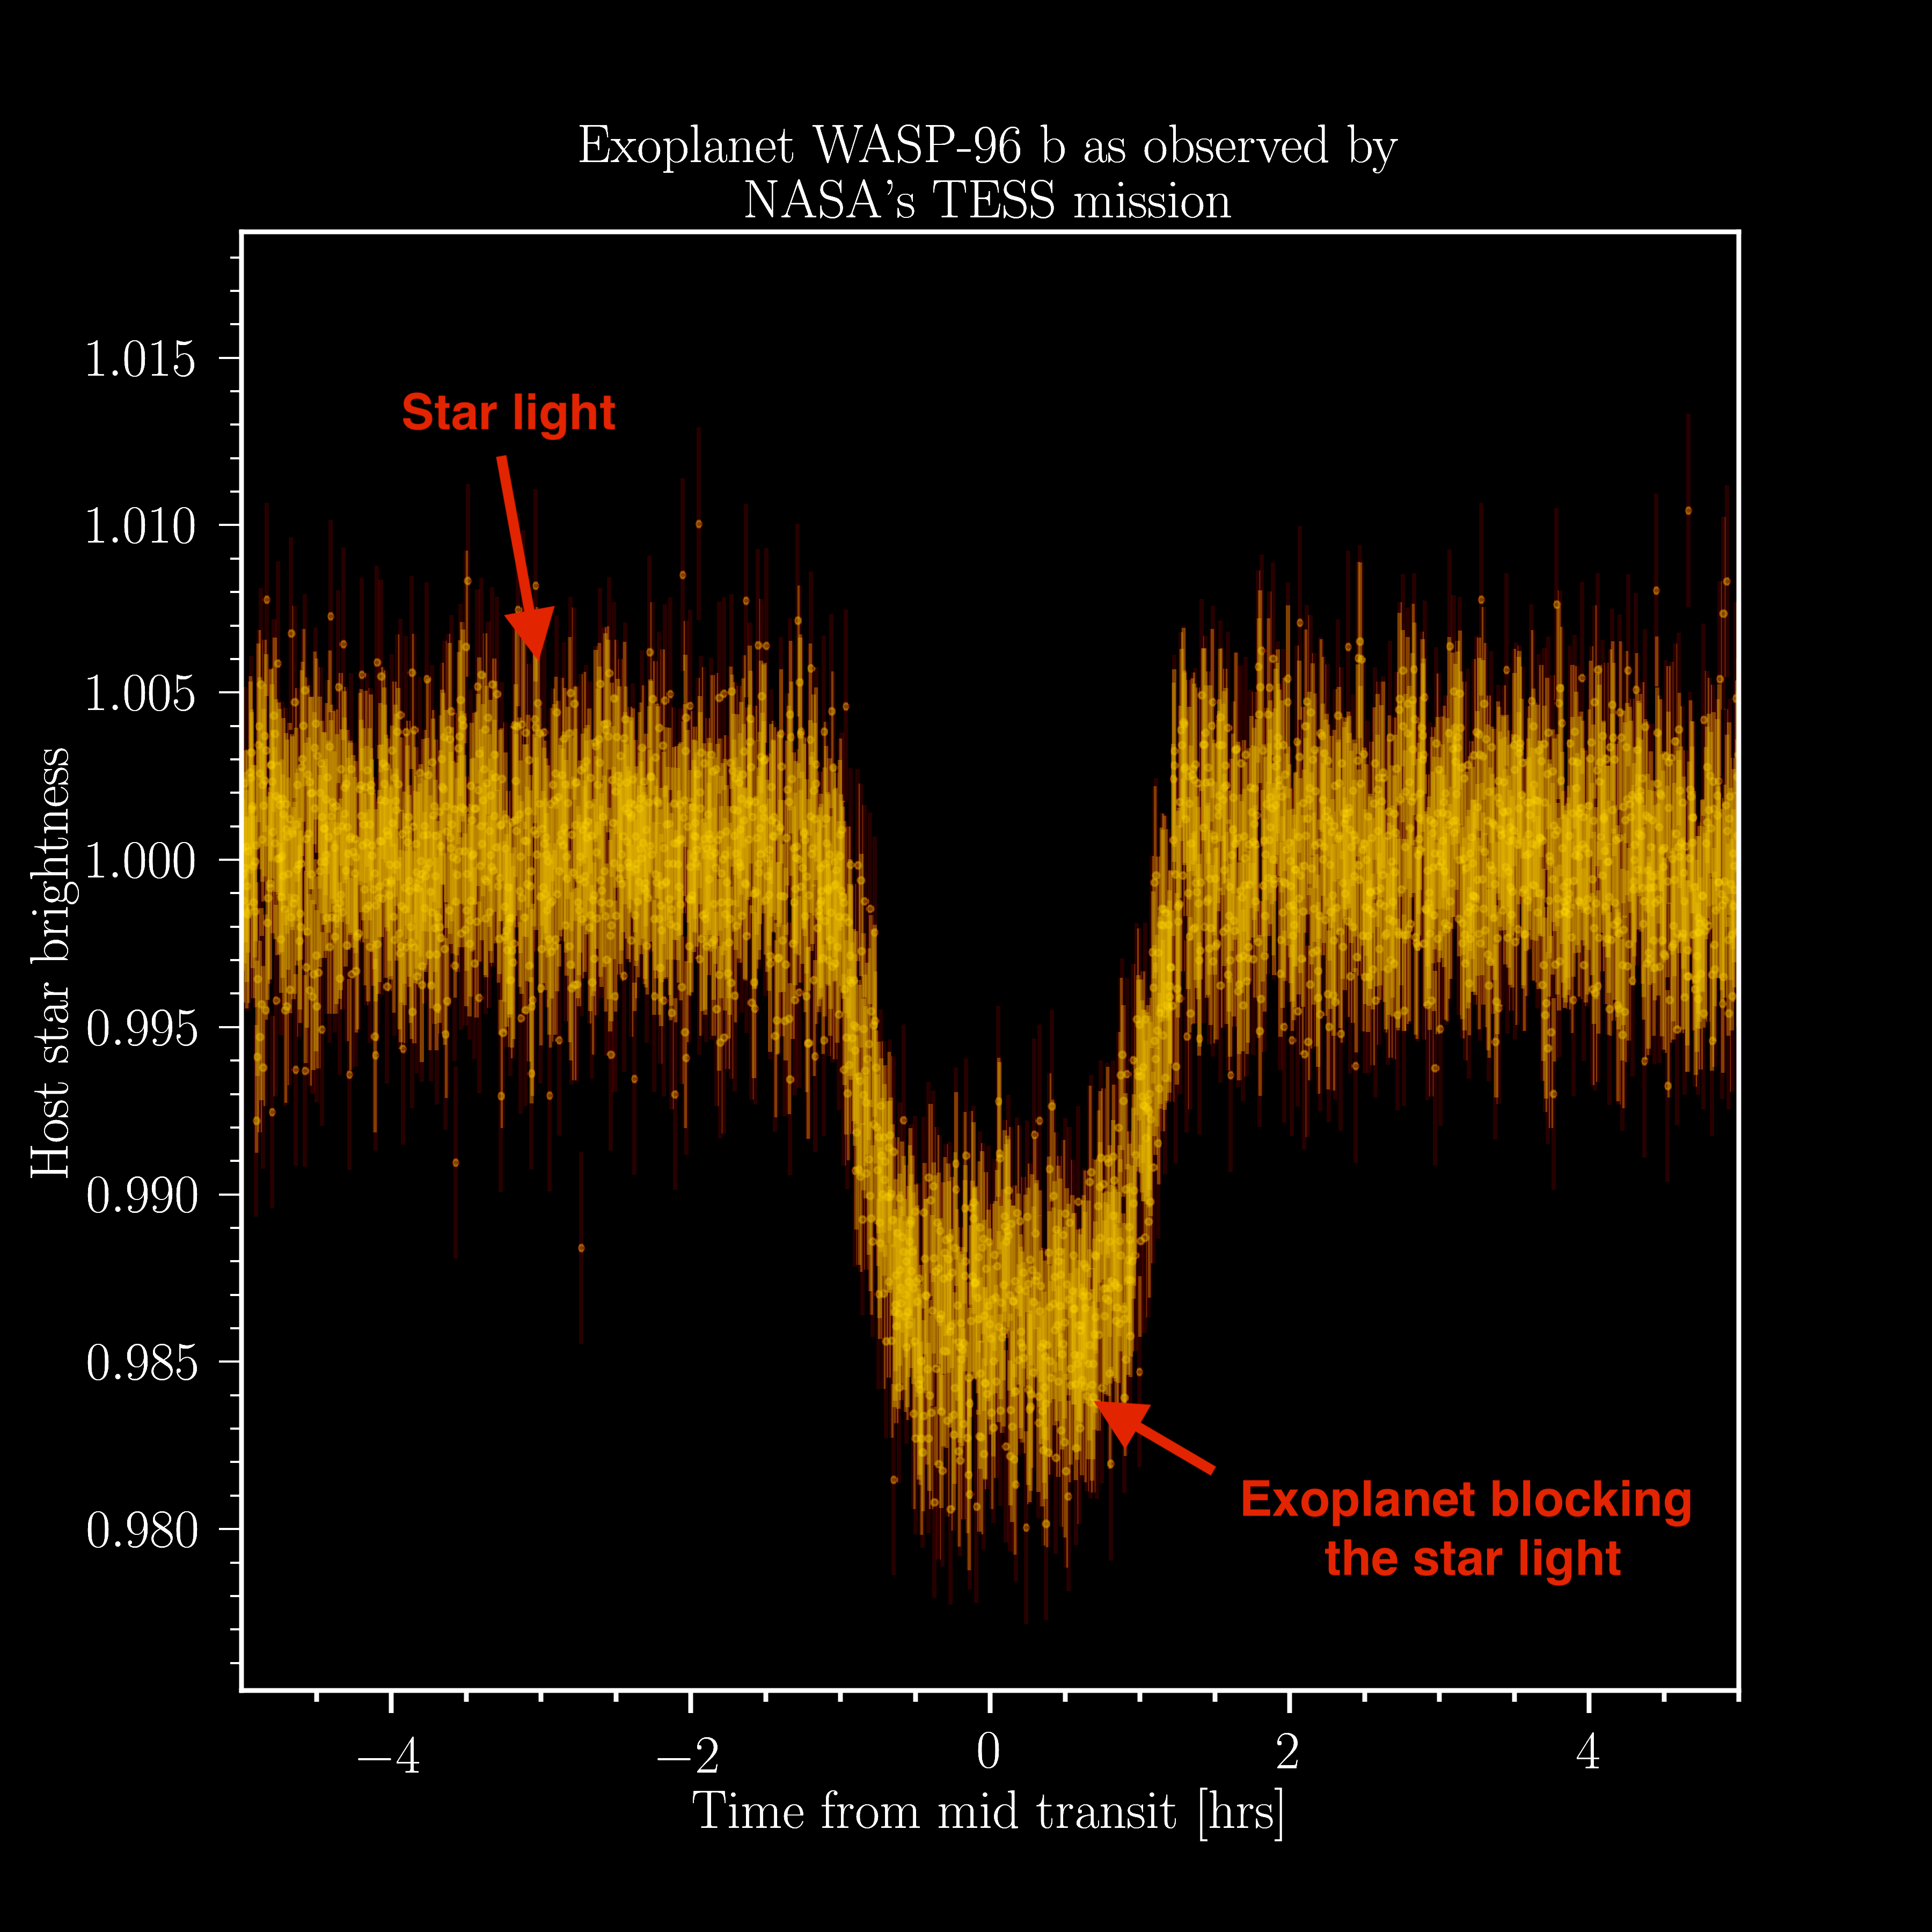 Exoplanet WASP-96 b as observed by
NASA's TESS mission
Host star brightness
1.015
1.010
1.005
1.000
0.995
0.990
0.985
0.980
Star light
Exoplanet blocking
the star light
−4
−2
0
2
4
Time from mid transit [hrs]